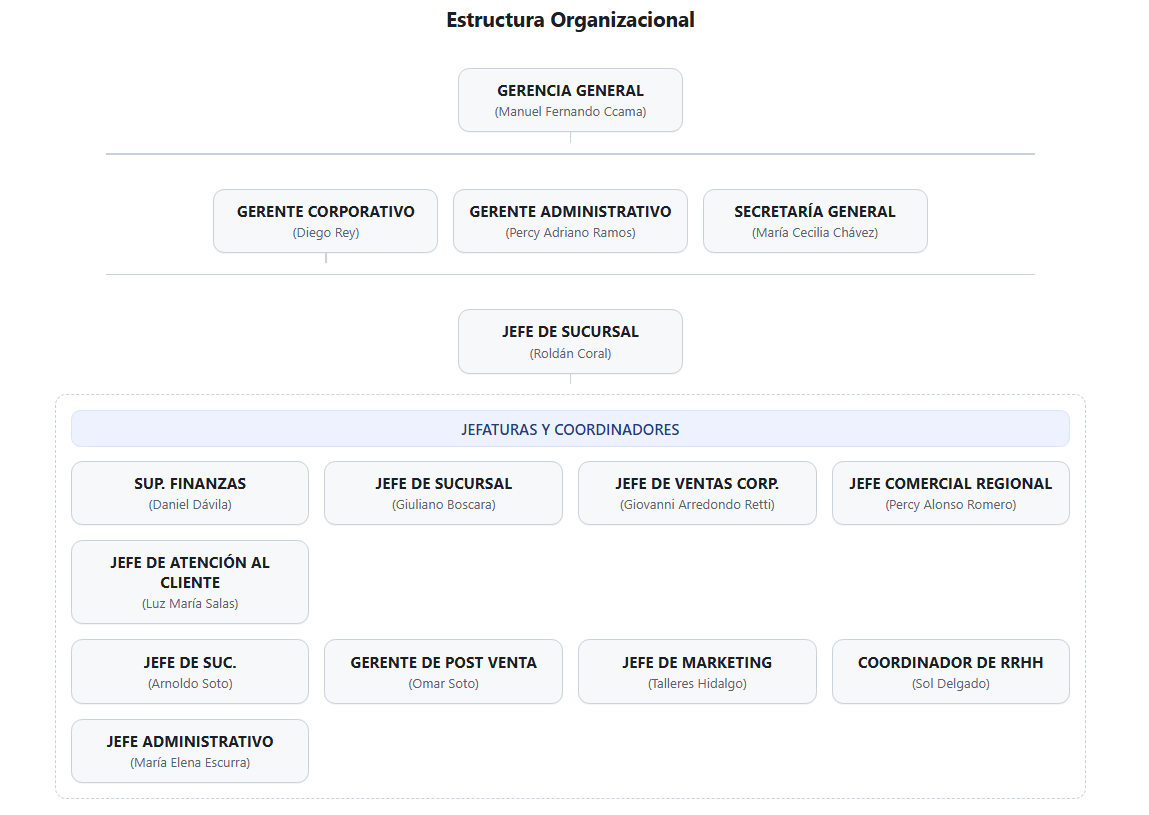 Estructura Organizacional
GERENCIA GENERAL
(Manuel Fernando Ccama)
GERENTE CORPORATIVO
(Diego Rey)
GERENTE ADMINISTRATIVO
(Percy Adriano Ramos)
SECRETARÍA GENERAL
(María Cecilia Chávez)
JEFE DE SUCURSAL
(Roldán Coral)
JEFATURAS Y COORDINADORES
SUP. FINANZAS
(Daniel Dávila)
JEFE DE SUCURSAL
(Giuliano Boscara)
JEFE DE VENTAS CORP.
(Giovanni Arredondo Retti)
JEFE COMERCIAL REGIONAL
(Percy Alonso Romero)
JEFE DE ATENCIÓN AL
CLIENTE
(Luz María Salas)
JEFE DE SUC.
(Arnoldo Soto)
GERENTE DE POST VENTA
(Omar Soto)
JEFE DE MARKETING
(Talleres Hidalgo)
COORDINADOR DE RRHH
(Sol Delgado)
JEFE ADMINISTRATIVO
(María Elena Escurra)